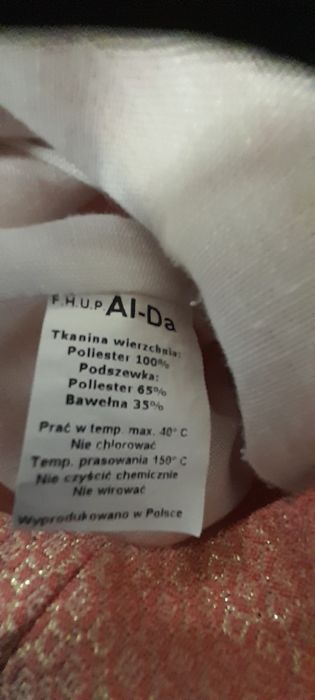 F.H.U.P Al-Da
Tkanina wierzchnia:
Poliester 100%
Podszewka:
Poliester 65%
Bawełna 35%
Prać w temp. max. 40° C
Nie chlorować
Temp. prasowania 150° C
Nie czyścić chemicznie
Nie wirować
Wyprodukowano w Polsce